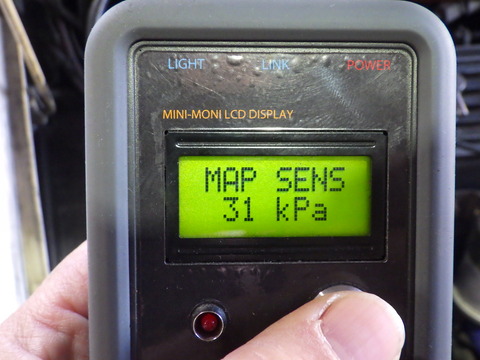 LiGHT LINK POWER
MINI-MONI LCD DISPLAY
MAP SENS
31 kPa